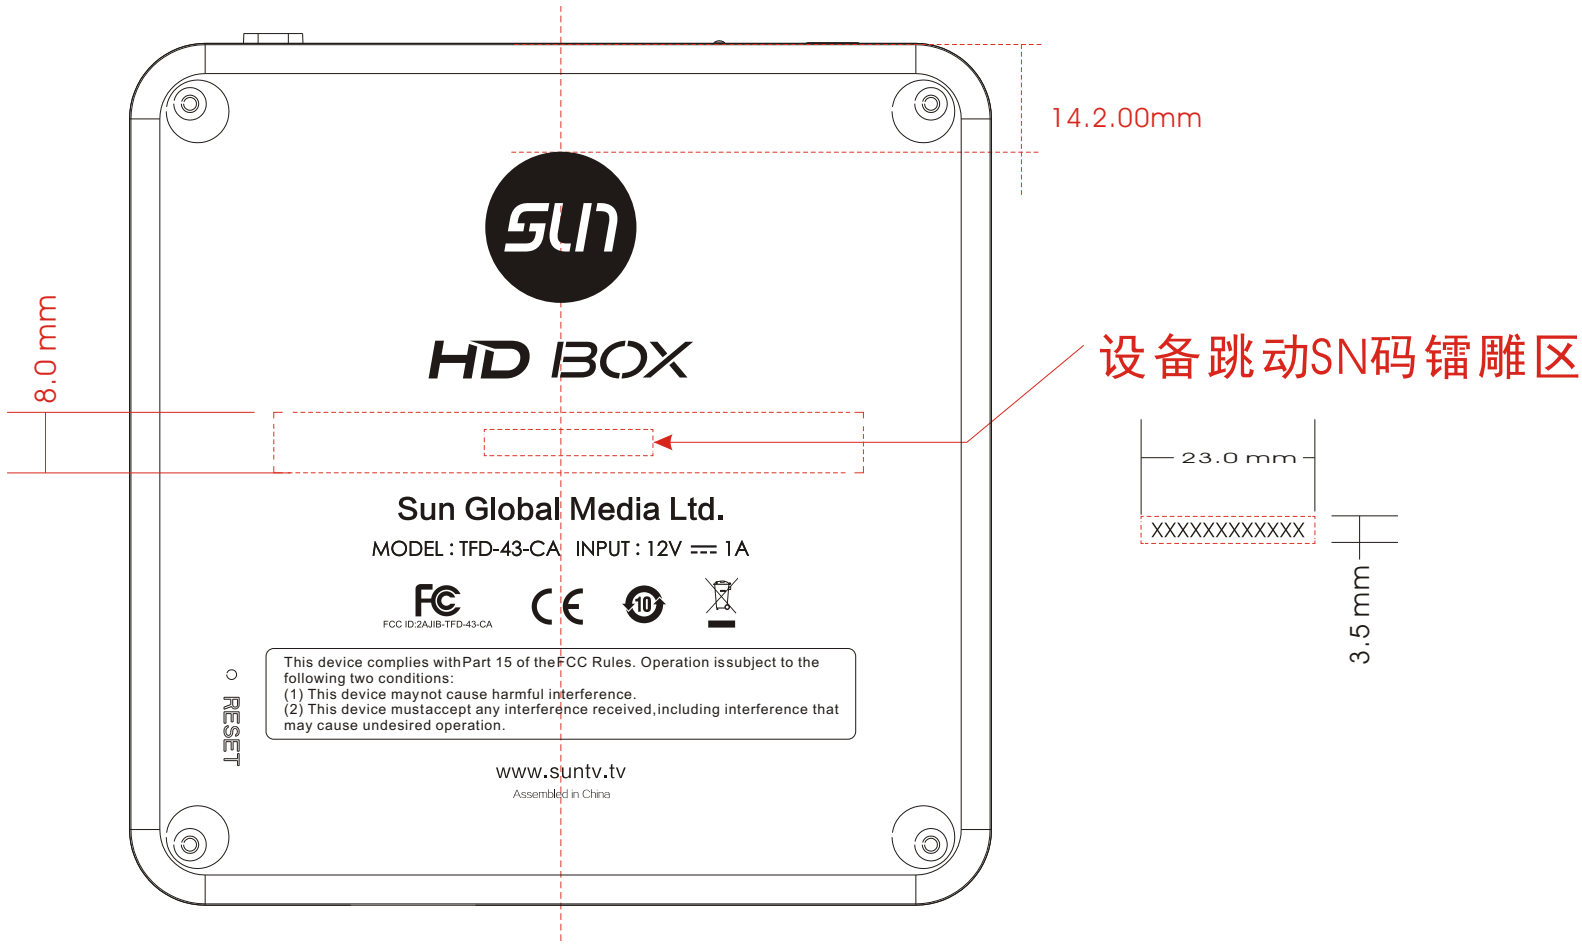 14.2.00mm
SUN
HD BOX
8.0 mm
设备跳动SN码镭雕区
23.0 mm
XXXXXXXXXXXX
3.5 mm
Sun Global Media Ltd.
MODEL : TFD-43-CA INPUT : 12V ⎓ 1A
FC
CE
10
FCC ID:2AJIB-TFD-43-CA
This device complies withPart 15 of theFCC Rules. Operation issubject to the
following two conditions:
(1) This device maynot cause harmful interference.
(2) This device mustaccept any interference received,including interference that
may cause undesired operation.
RESET
www.suntv.tv
Assembled in China